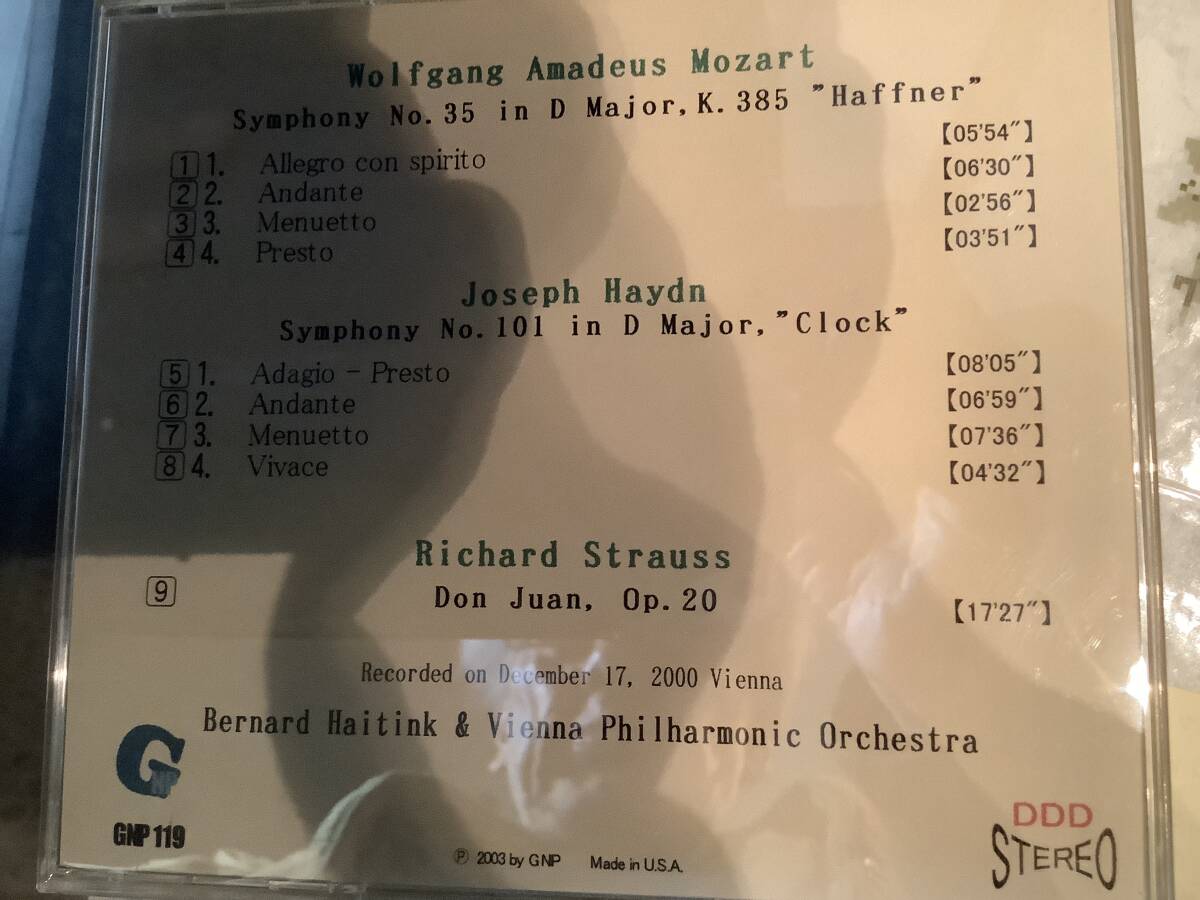 Wolfgang Amadeus Mozart
Symphony No.35 in D Major,K.385 "Haffner"
1 1. Allegro con spirito 【05'54″】
2 2. Andante 【06'30″】
3 3. Menuetto 【02'56″】
4 4. Presto 【03'51″】
Joseph Haydn
Symphony No.101 in D Major,"Clock"
5 1. Adagio - Presto 【08'05″】
6 2. Andante 【06'59″】
7 3. Menuetto 【07'36″】
8 4. Vivace 【04'32″】
Richard Strauss
9 Don Juan, Op.20 【17'27″】
Recorded on December 17, 2000 Vienna
Bernard Haitink & Vienna Philharmonic Orchestra
G NP
GNP 119
℗ 2003 by GNP Made in U.S.A.
DDD
STEREO